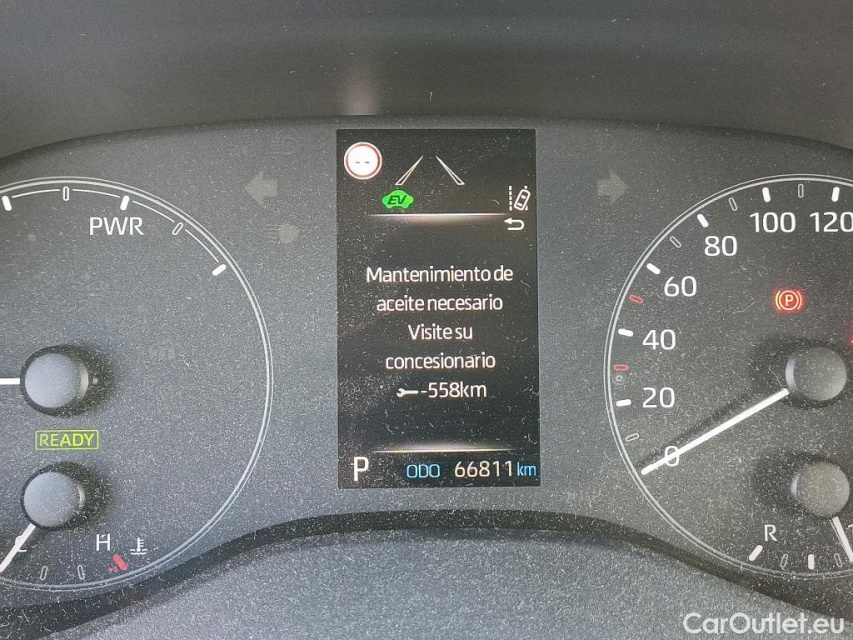 EV
PWR
Mantenimiento de
aceite necesario
Visite su
concesionario
-558km
P ODO 66811 km
READY
H
C
0
20
40
60
80
100
120
P
R
CarOutlet.eu